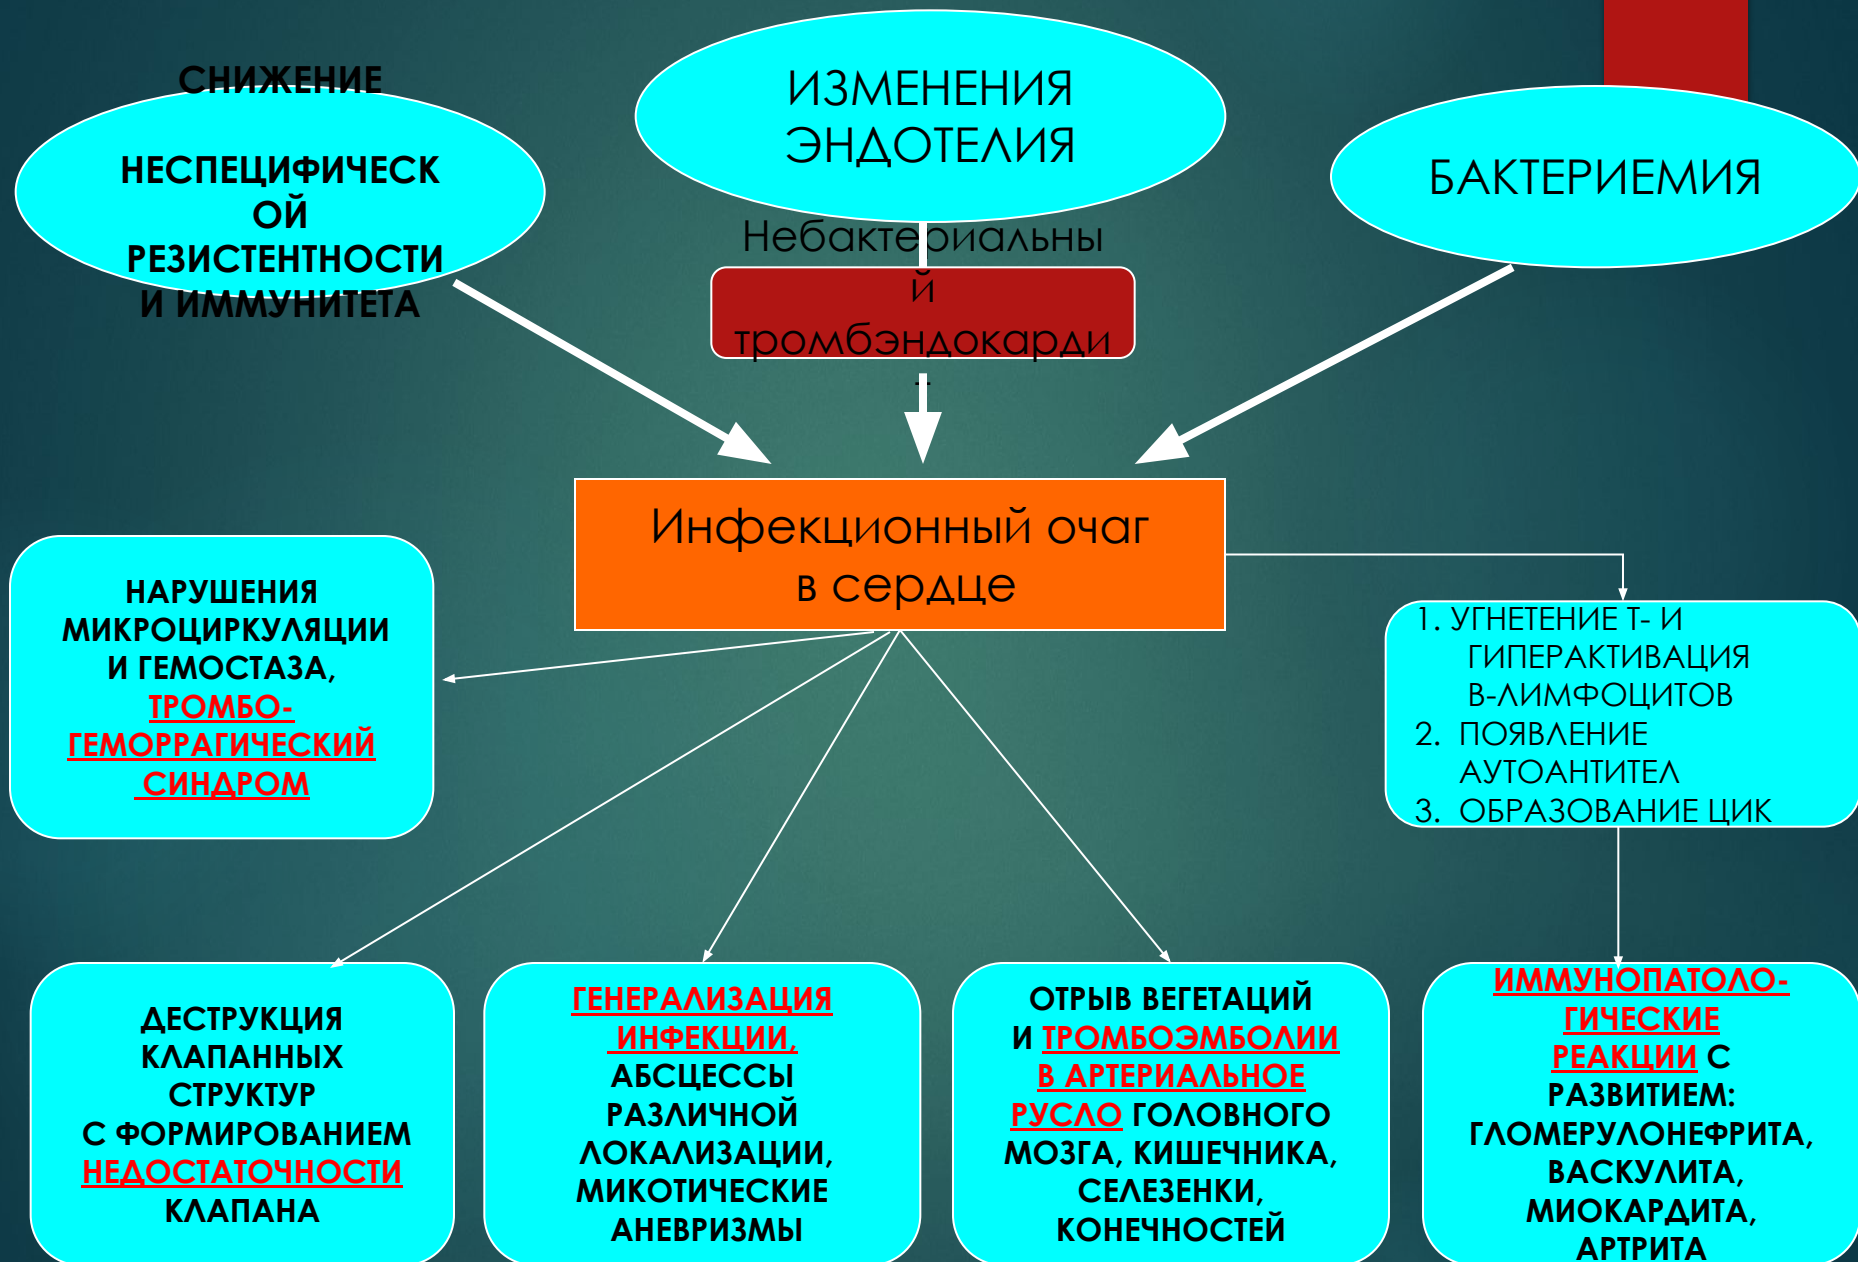 СНИЖЕНИЕ
НЕСПЕЦИФИЧЕСК
ОЙ
РЕЗИСТЕНТНОСТИ
И ИММУНИТЕТА
ИЗМЕНЕНИЯ
ЭНДОТЕЛИЯ
БАКТЕРИЕМИЯ
Небактериальны
й
тромбэндокарди
т
Инфекционный очаг
в сердце
НАРУШЕНИЯ
МИКРОЦИРКУЛЯЦИИ
И ГЕМОСТАЗА,
ТРОМБО-
ГЕМОРРАГИЧЕСКИЙ
СИНДРОМ
1. УГНЕТЕНИЕ Т- И
ГИПЕРАКТИВАЦИЯ
В-ЛИМФОЦИТОВ
2. ПОЯВЛЕНИЕ
АУТОАНТИТЕЛ
3. ОБРАЗОВАНИЕ ЦИК
ДЕСТРУКЦИЯ
КЛАПАННЫХ
СТРУКТУР
С ФОРМИРОВАНИЕМ
НЕДОСТАТОЧНОСТИ
КЛАПАНА
ГЕНЕРАЛИЗАЦИЯ
ИНФЕКЦИИ,
АБСЦЕССЫ
РАЗЛИЧНОЙ
ЛОКАЛИЗАЦИИ,
МИКОТИЧЕСКИЕ
АНЕВРИЗМЫ
ОТРЫВ ВЕГЕТАЦИЙ
И ТРОМБОЭМБОЛИИ
В АРТЕРИАЛЬНОЕ
РУСЛО ГОЛОВНОГО
МОЗГА, КИШЕЧНИКА,
СЕЛЕЗЕНКИ,
КОНЕЧНОСТЕЙ
ИММУНОПАТОЛО-
ГИЧЕСКИЕ
РЕАКЦИИ С
РАЗВИТИЕМ:
ГЛОМЕРУЛОНЕФРИТА,
ВАСКУЛИТА,
МИОКАРДИТА,
АРТРИТА